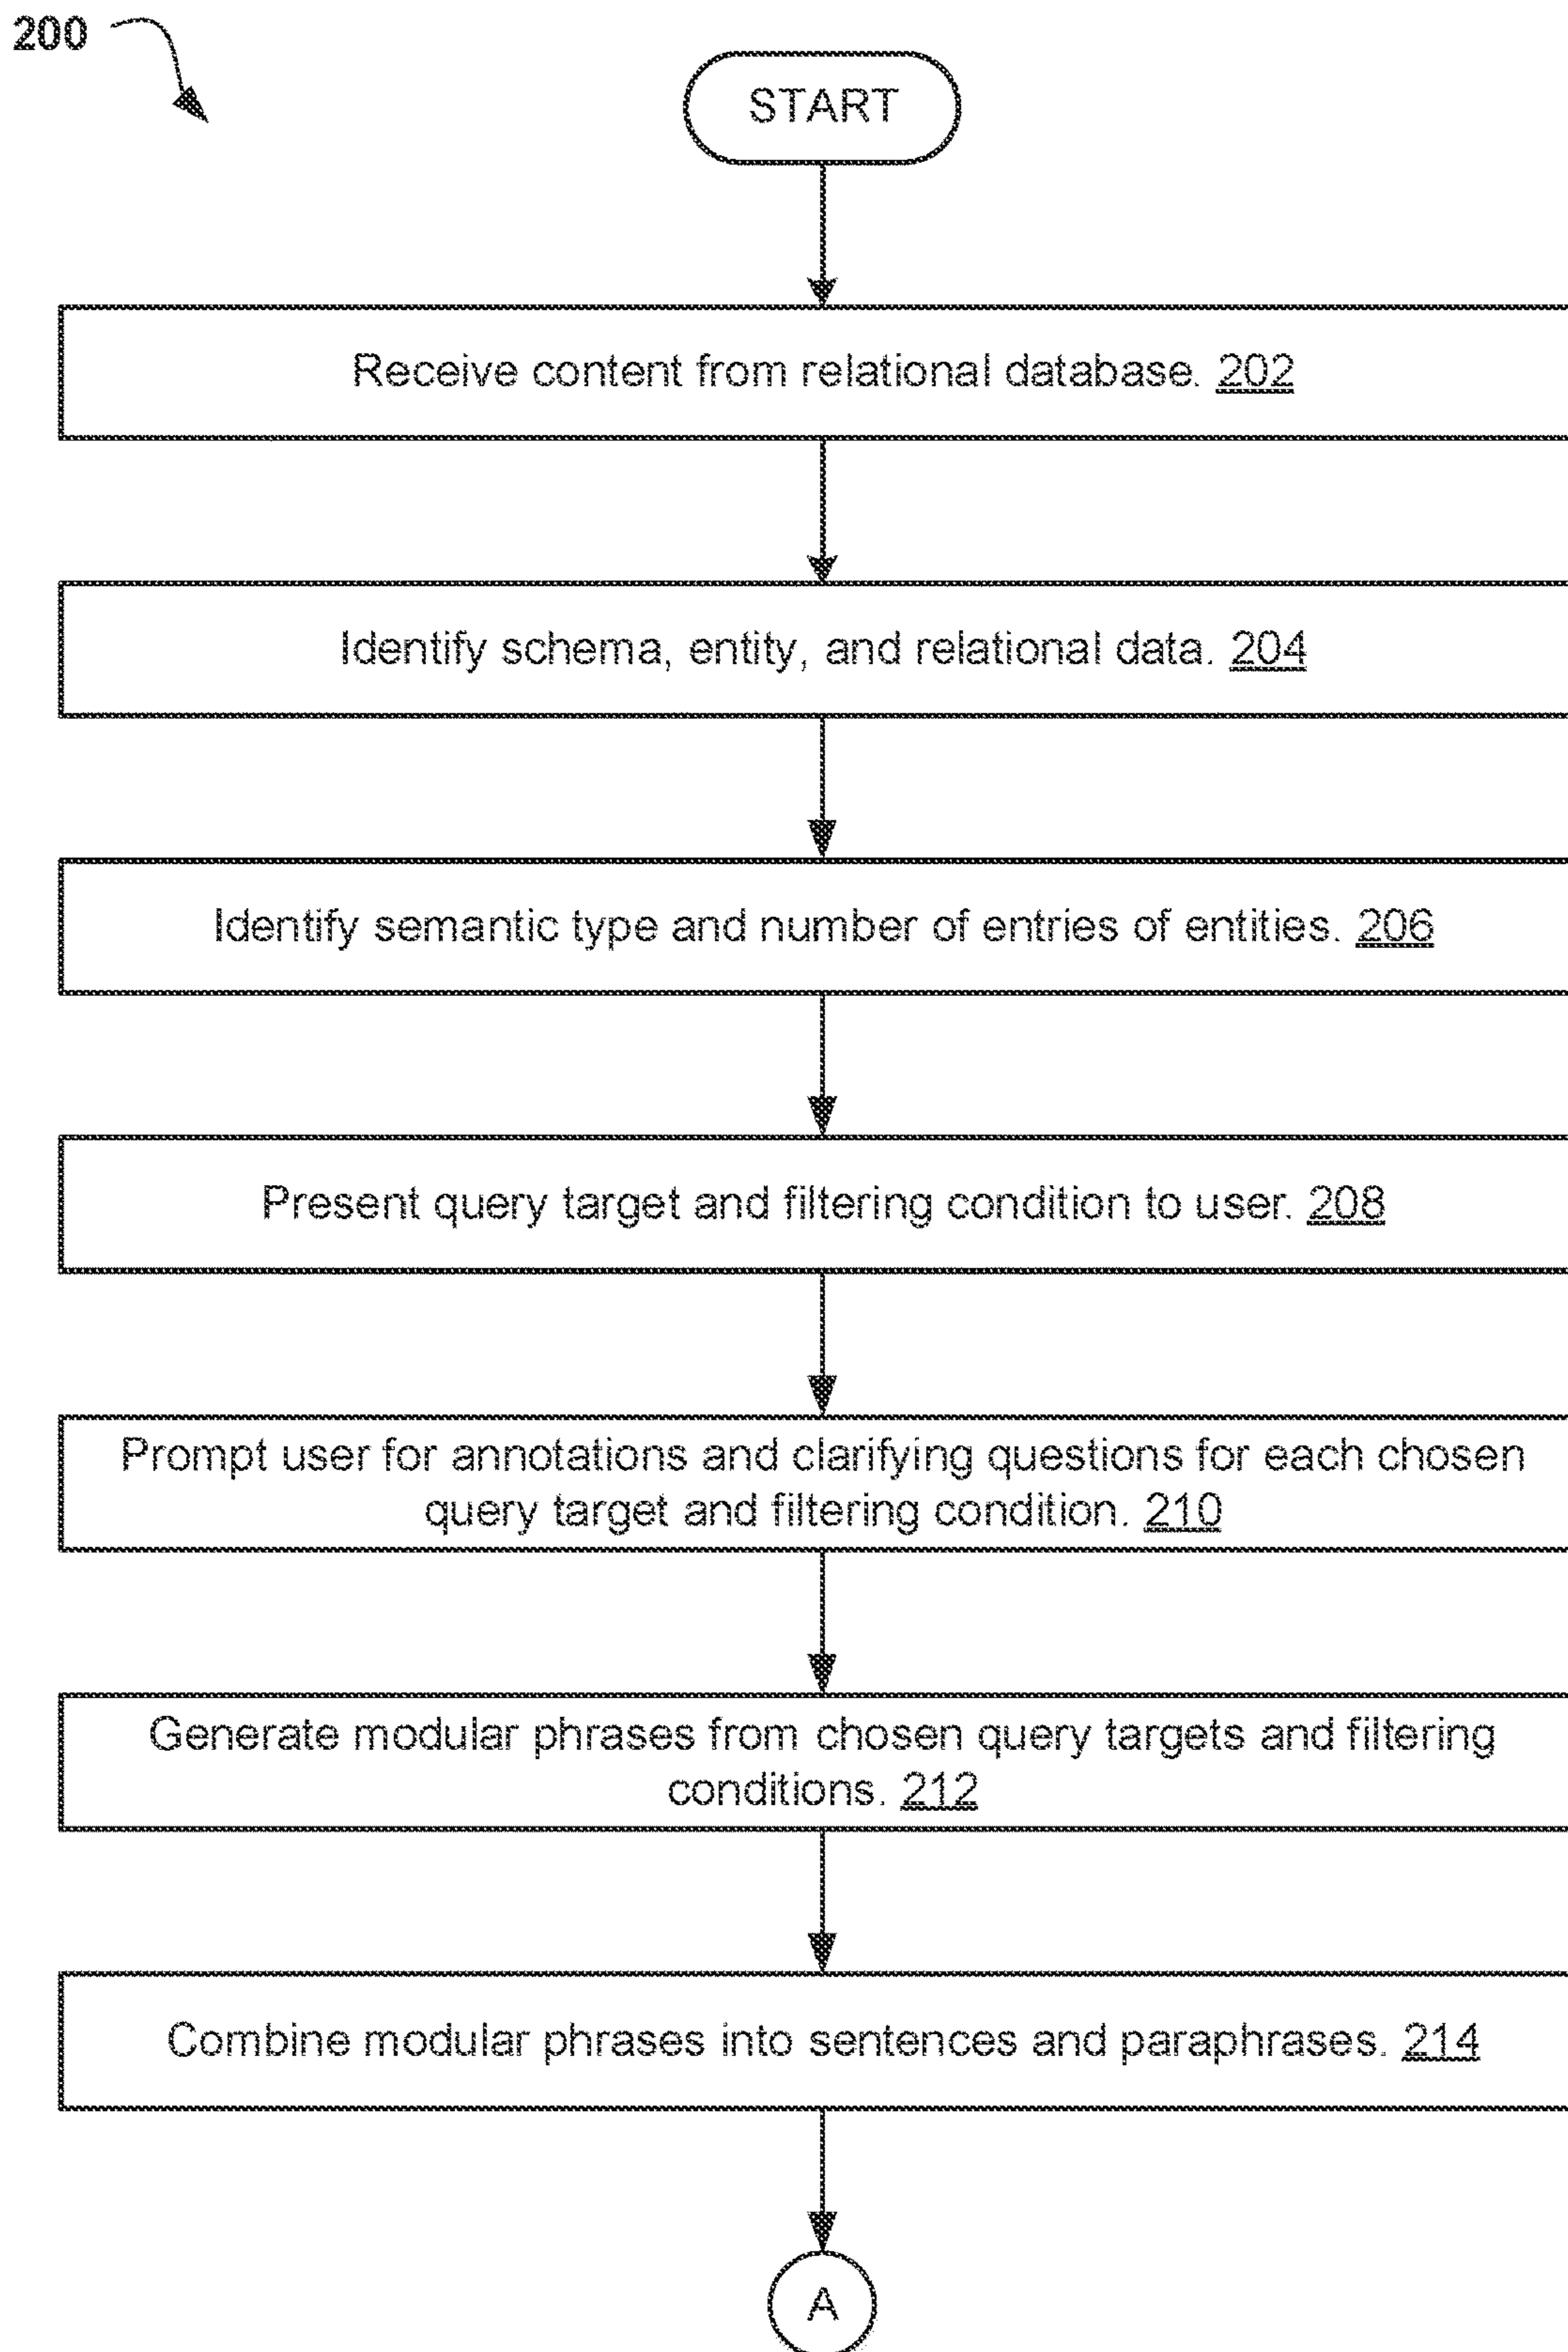 200
START
Receive content from relational database. 202
Identify schema, entity, and relational data. 204
Identify semantic type and number of entries of entities. 206
Present query target and filtering condition to user. 208
Prompt user for annotations and clarifying questions for each chosen
query target and filtering condition. 210
Generate modular phrases from chosen query targets and filtering
conditions. 212
Combine modular phrases into sentences and paraphrases. 214
A